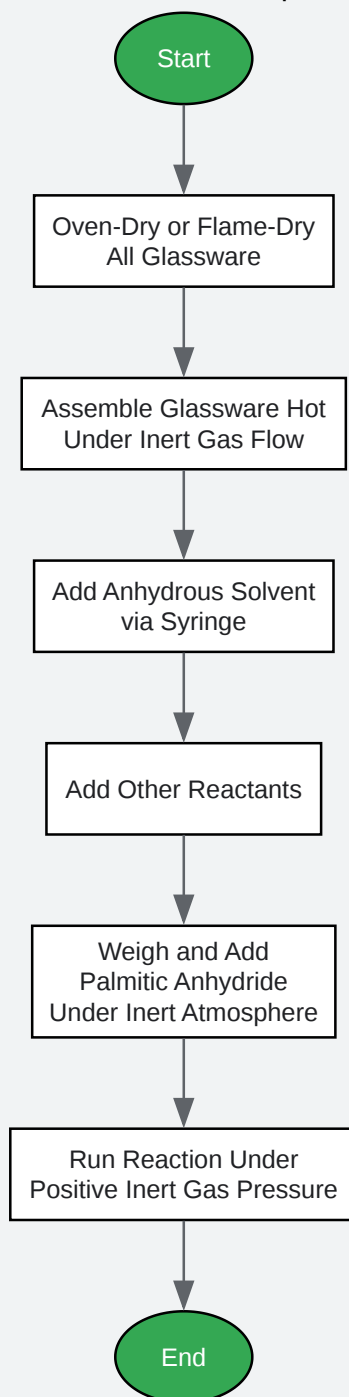 Start
Oven-Dry or Flame-Dry
All Glassware
Assemble Glassware Hot
Under Inert Gas Flow
Add Anhydrous Solvent
via Syringe
Add Other Reactants
Weigh and Add
Palmitic Anhydride
Under Inert Atmosphere
Run Reaction Under
Positive Inert Gas Pressure
End